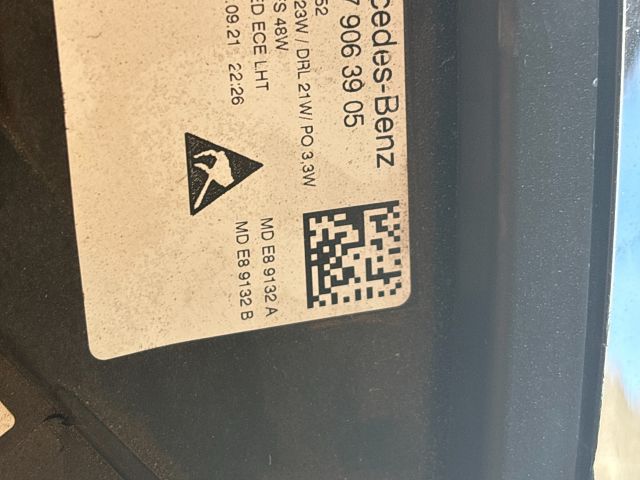 cedes-Benz
7 906 39 05
52
23W / DRL 21W/ PO 3,3W
S 48W
ED ECE LHT
.09.21 22:26
MD E8 9132 A
MD E8 9132 B